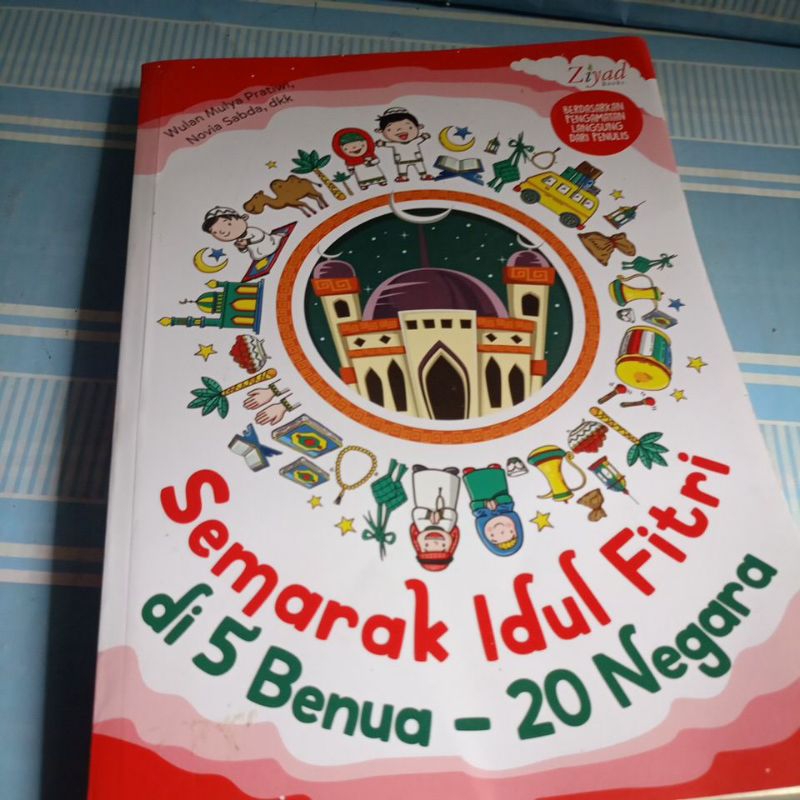 Wulan Mulya Pratiwi,
Novia Sabda, dkk
Ziyad
Books
BERDASARKAN
PENGAMATAN
LANGSUNG
DARI PENULIS
Semarak Idul Fitri
di 5 Benua - 20 Negara